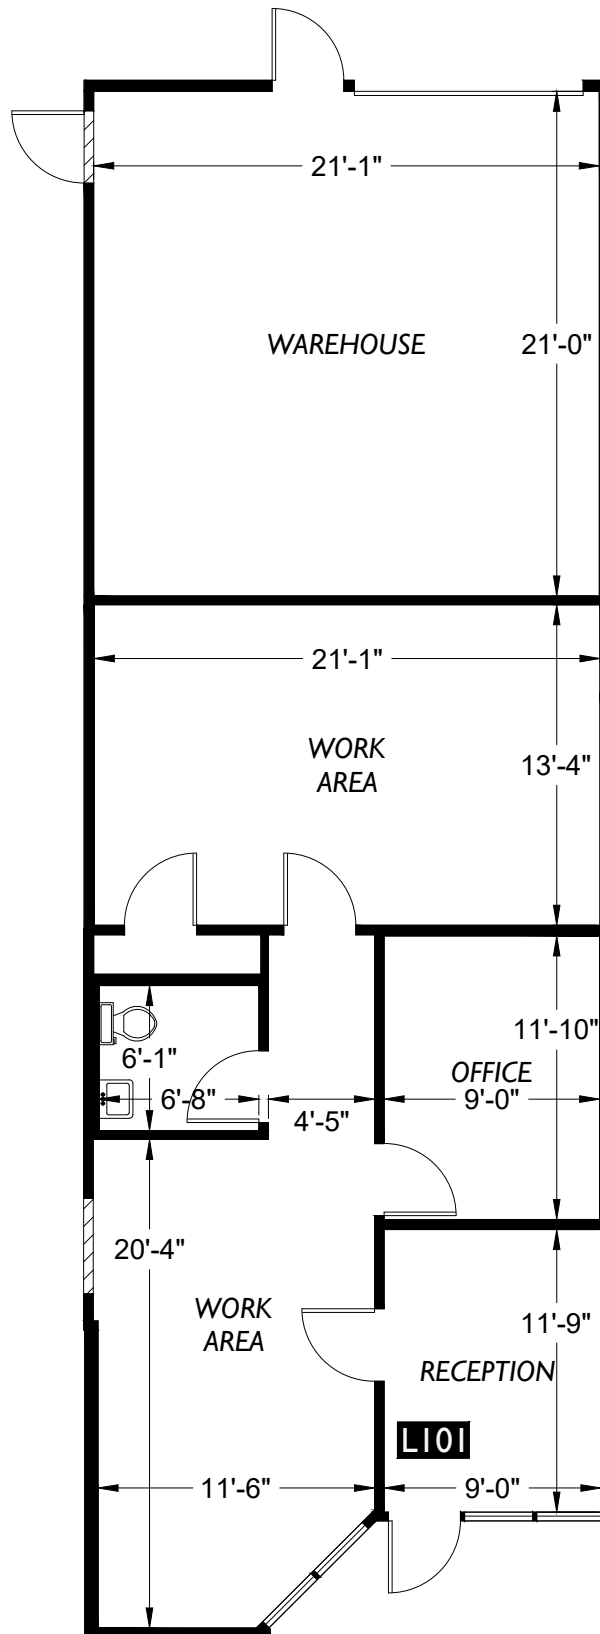 21'-1"
WAREHOUSE
21'-0"
21'-1"
WORK
AREA
13'-4"
11'-10"
6'-1"
OFFICE
6'-8"
9'-0"
4'-5"
20'-4"
WORK
AREA
11'-9"
RECEPTION
L101
11'-6"
9'-0"